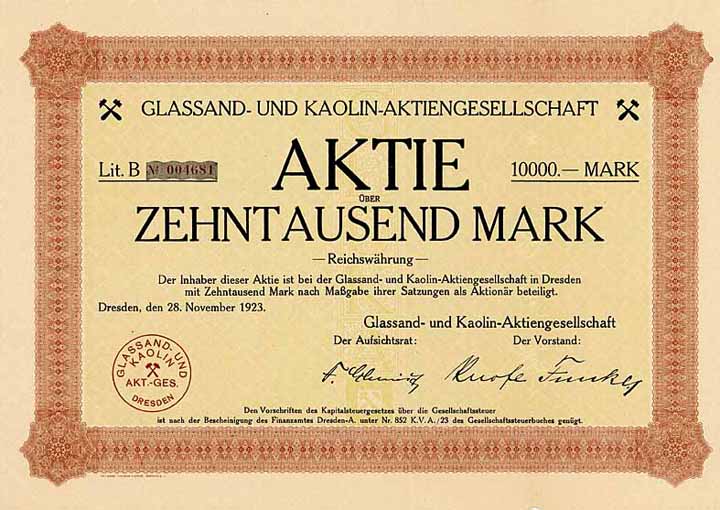 GLASSAND- UND KAOLIN-AKTIENGESELLSCHAFT
Lit. B № 004681
AKTIE
10000.— MARK
ÜBER
ZEHNTAUSEND MARK
— Reichswährung —
Der Inhaber dieser Aktie ist bei der Glassand- und Kaolin-Aktiengesellschaft in Dresden
mit Zehntausend Mark nach Maßgabe ihrer Satzungen als Aktionär beteiligt.
Dresden, den 28. November 1923.
Glassand- und Kaolin-Aktiengesellschaft
Der Aufsichtsrat: Der Vorstand:
GLASSAND- UND
KAOLIN
AKT.-GES.
DRESDEN
Den Vorschriften des Kapitalsteuergesetzes über die Gesellschaftssteuer
ist nach der Bescheinigung des Finanzamtes Dresden-A. unter Nr. 852 K.V.A./23 des Gesellschaftssteuerbuches genügt.